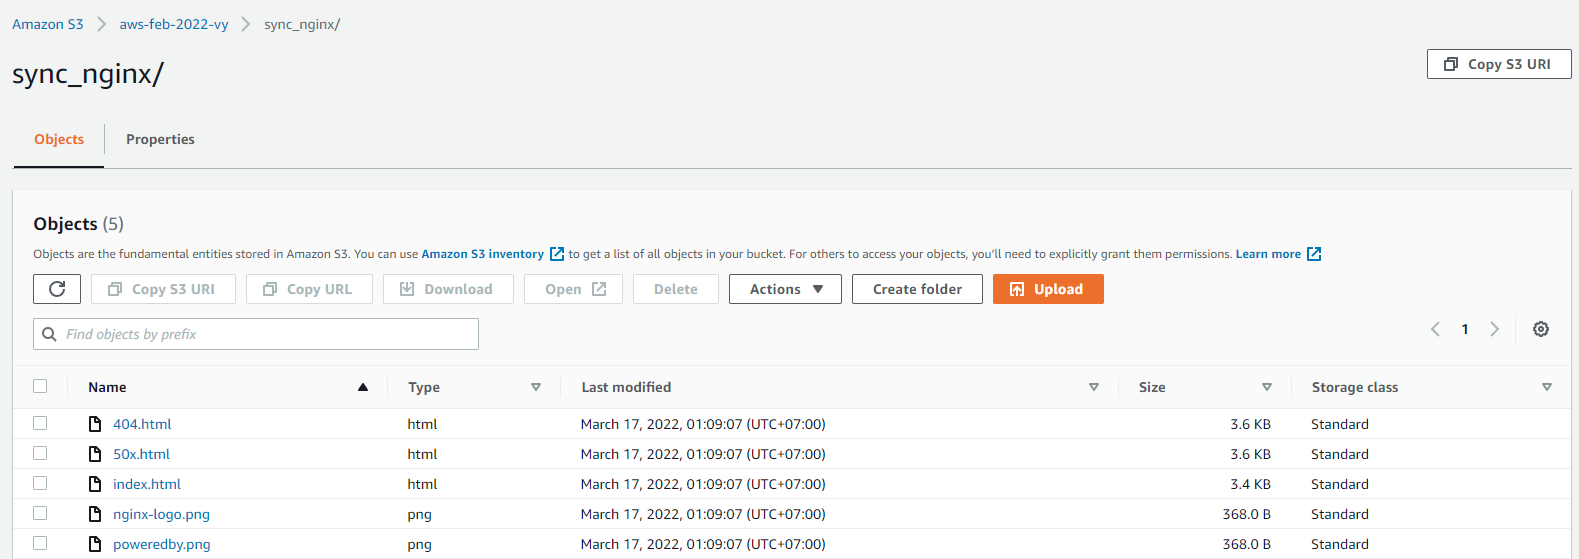 Amazon S3 > aws-feb-2022-vy > sync_nginx/
sync_nginx/
Copy S3 URI
Objects Properties
Objects (5)
Objects are the fundamental entities stored in Amazon S3. You can use Amazon S3 inventory to get a list of all objects in your bucket. For others to access your objects, you'll need to explicitly grant them permissions. Learn more
Copy S3 URI Copy URL Download Open Delete Actions Create folder Upload
Find objects by prefix
1
Name Type Last modified Size Storage class
404.html html March 17, 2022, 01:09:07 (UTC+07:00) 3.6 KB Standard
50x.html html March 17, 2022, 01:09:07 (UTC+07:00) 3.6 KB Standard
index.html html March 17, 2022, 01:09:07 (UTC+07:00) 3.4 KB Standard
nginx-logo.png png March 17, 2022, 01:09:07 (UTC+07:00) 368.0 B Standard
poweredby.png png March 17, 2022, 01:09:07 (UTC+07:00) 368.0 B Standard